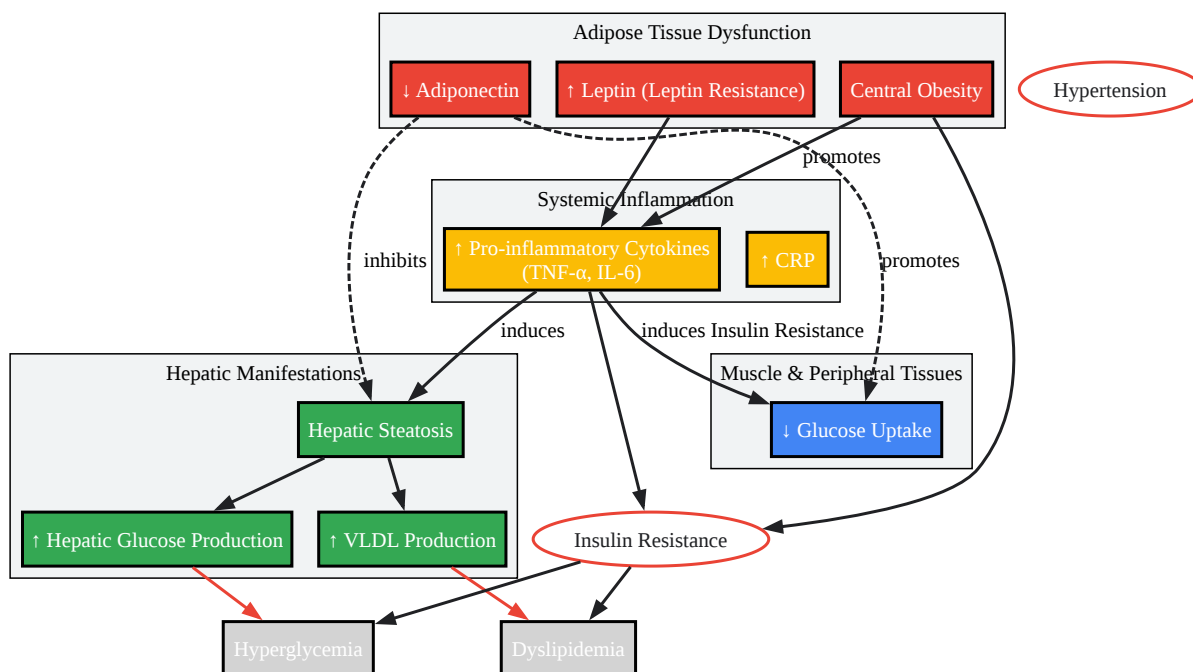 Adipose Tissue Dysfunction
↓ Adiponectin
↑ Leptin (Leptin Resistance)
Central Obesity
Hypertension
promotes
Systemic Inflammation
↑ Pro-inflammatory Cokytines
(TNF-α, IL-6)
↑ CRP
inhibits
promotes
induces
induces Insulin Resistance
Hepatic Manifestations
Muscle & Peripheral Tissues
Hepatic Steatosis
↓ Glucose Uptake
↑ Hepatic Glucose Production
↑ VLDL Production
Insulin Resistance
Hyperglycemia
Dyslipidemia